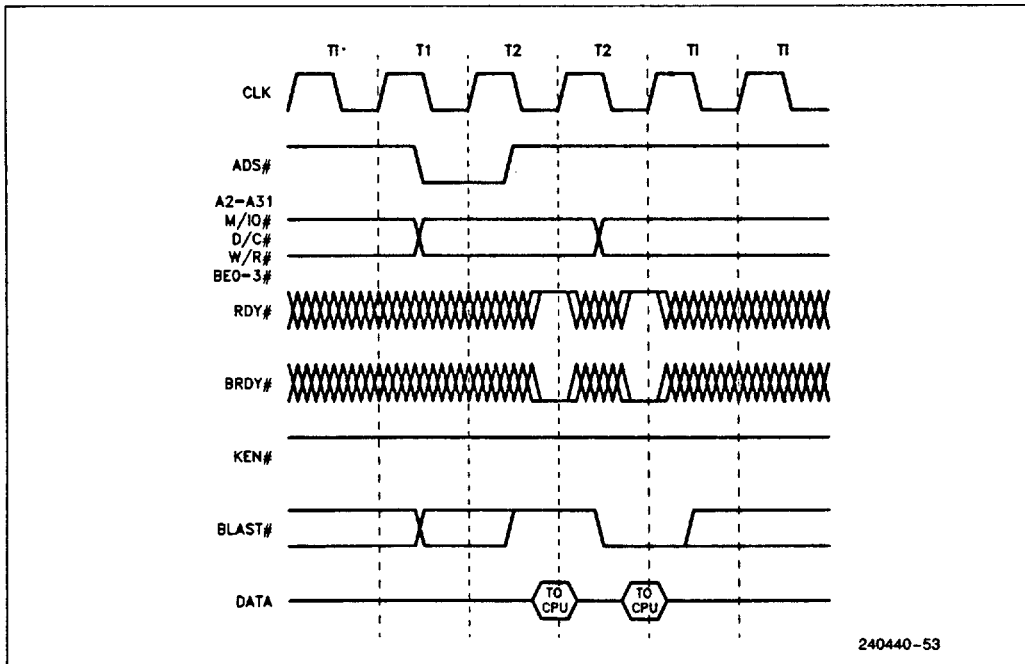 Ti T1 T2 T2 Ti Ti
CLK
ADS#
A2–A31
M/IO#
D/C#
W/R#
BE0–3#
RDY#
BRDY#
KEN#
BLAST#
DATA
TO CPU
TO CPU
240440–53